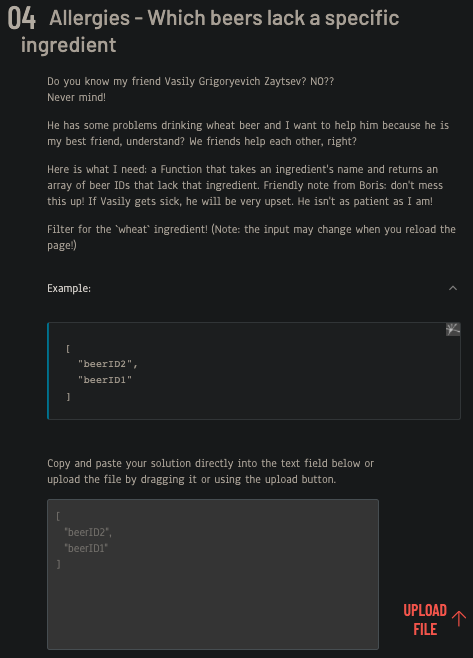 04 Allergies - Which beers lack a specific
ingredient
Do you know my friend Vasily Grigoryevich Zaytsev? NO??
Never mind!
He has some problems drinking wheat beer and I want to help him because he is
my best friend, understand? We friends help each other, right?
Here is what I need: a Function that takes an ingredient's name and returns an
array of beer IDs that lack that ingredient. Friendly note from Boris: don't mess
this up! If Vasily gets sick, he will be very upset. He isn't as patient as I am!
Filter for the `wheat` ingredient! (Note: the input may change when you reload the
page!)
Example:
[
"beerID2",
"beerID1"
]
Copy and paste your solution directly into the text field below or
upload the file by dragging it or using the upload button.
[
"beerID2",
"beerID1"
]
UPLOAD
FILE